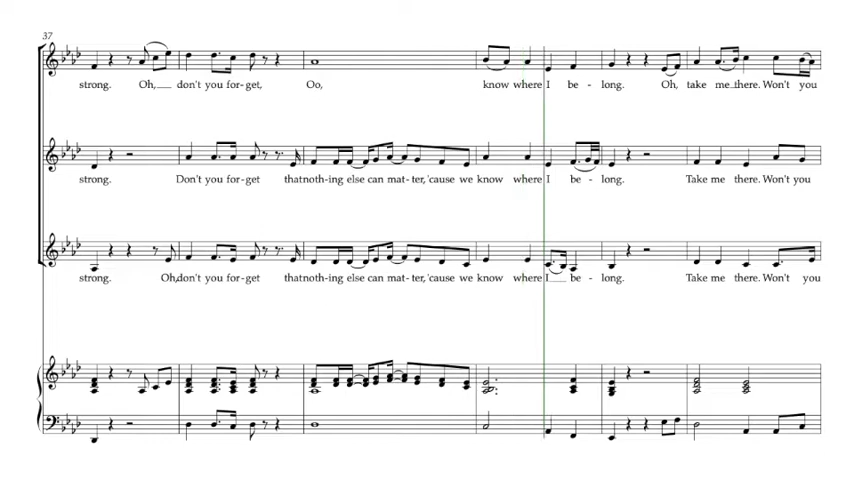 37
strong. Oh,__ don't you for-get, Oo, know where I be - long. Oh, take me_there. Won't you
strong. Don't you for-get thatnoth-ing else can mat-ter, 'cause we know where I be - long. Take me there. Won't you
strong. Oh,don't you for-get thatnoth-ing else can mat-ter, 'cause we know where I__ be - long. Take me there. Won't you